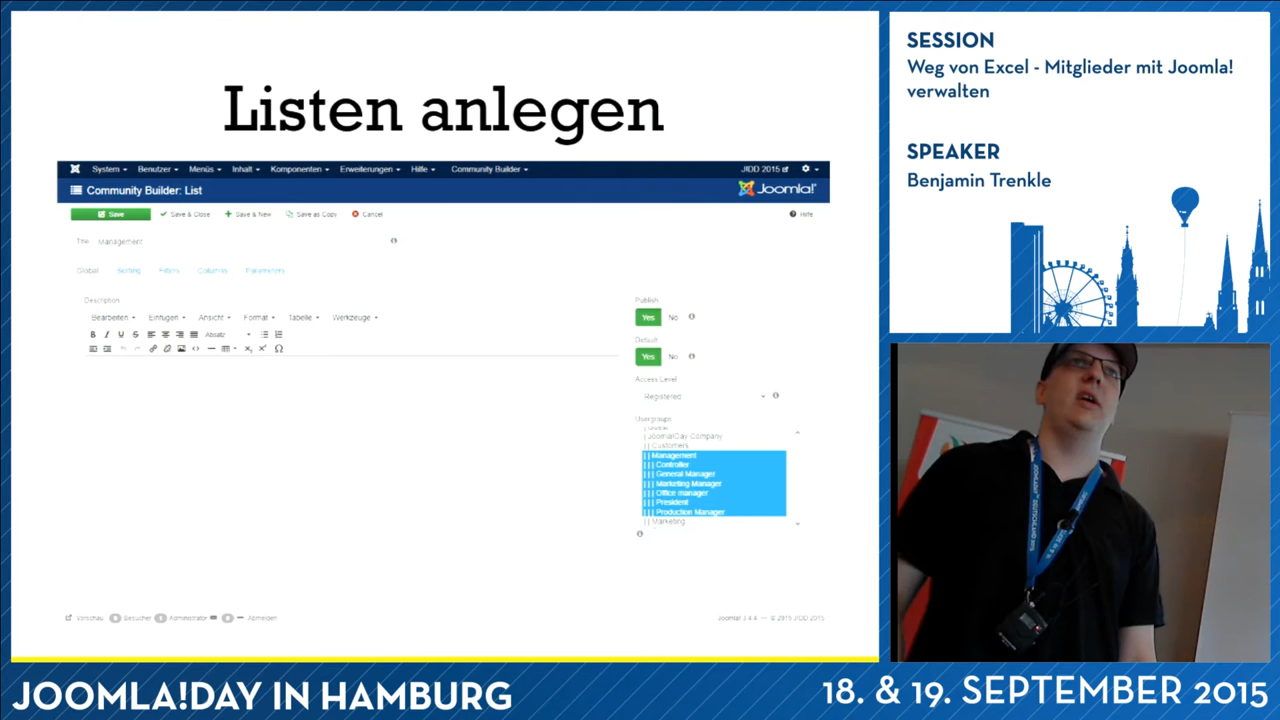 Listen anlegen
System Benutzer Menüs Inhalt Komponenten Erweiterungen Hilfe Community Builder JIDD 2015
Community Builder: List
Joomla!
Save Save & Close Save & New Save as Copy Cancel Help
Title Management
Global Sorting Filters Columns Parameters
Description
Bearbeiten Einfügen Ansicht Format Tabelle Werkzeuge
B I U S Absatz
Publish
Yes No
Default
Yes No
Access Level
Registered
Usergroups
| Joomla!Day Company
| | Customers
| | Management
| | | Controller
| | | General Manager
| | | Marketing Manager
| | | Office manager
| | | President
| | | Production Manager
| | Marketing
Vorschau 0 Besucher Administrator 0 Abmelden
Joomla! 3.4.4 — © 2015 JIDD 2015
SESSION
Weg von Excel - Mitglieder mit Joomla!
verwalten
SPEAKER
Benjamin Trenkle
JOOMLA!DAY IN HAMBURG
18. & 19. SEPTEMBER 2015